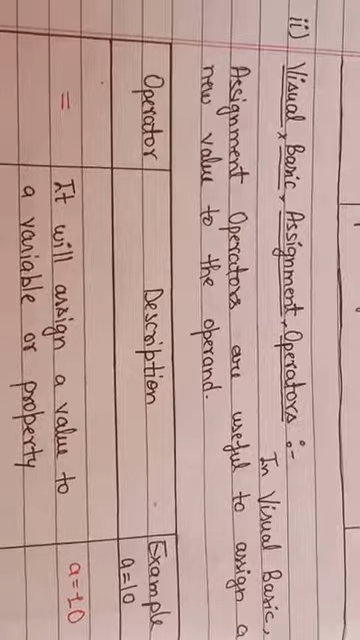 ii) Visual Basic Assignment Operators :-
In Visual Basic,
Assignment Operators are useful to assign a
new value to the operand.
Operator Description Example
a=10
= It will assign a value to a=10
a variable or property